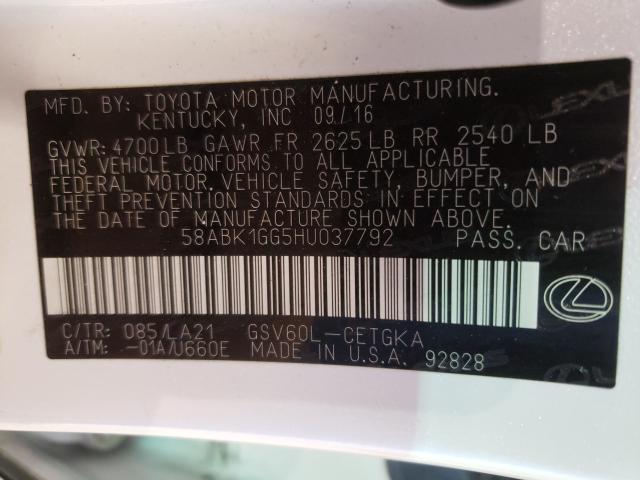 MFD. BY: TOYOTA MOTOR MANUFACTURING.
KENTUCKY, INC 09/16
GVWR: 4700 LB GAWR FR 2625 LB RR 2540 LB
THIS VEHICLE CONFORMS TO ALL APPLICABLE
FEDERAL MOTOR. VEHICLE SAFETY, BUMPER, AND
THEFT PREVENTION STANDARDS IN EFFECT ON
THE DATE OF MANUFACTURE SHOWN ABOVE.
58ABK1GG5HU037792 PASS. CAR
C/TR: 085/LA21 GSV60L-CETGKA
A/TM: -01A/U660E MADE IN U.S.A. 92828